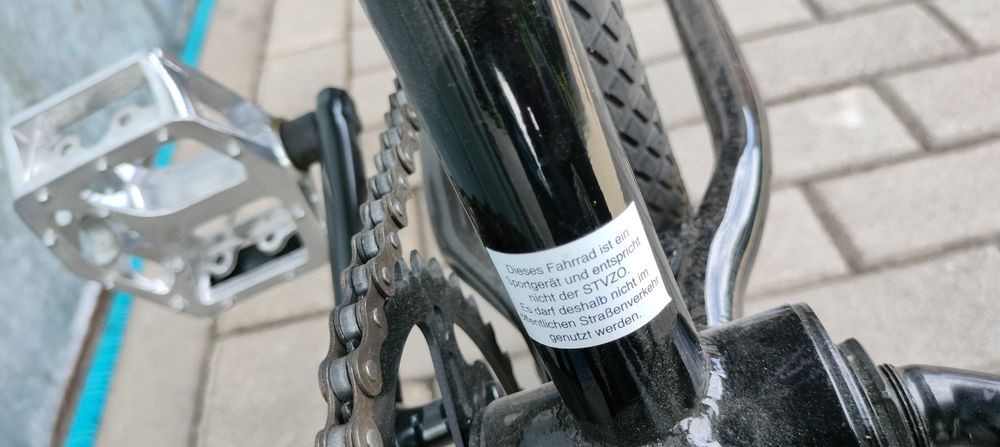 Dieses Fahrrad ist ein
Sportgerät und entspricht
nicht der STVZO.
Es darf deshalb nicht im
öffentlichen Straßenverkehr
genutzt werden.